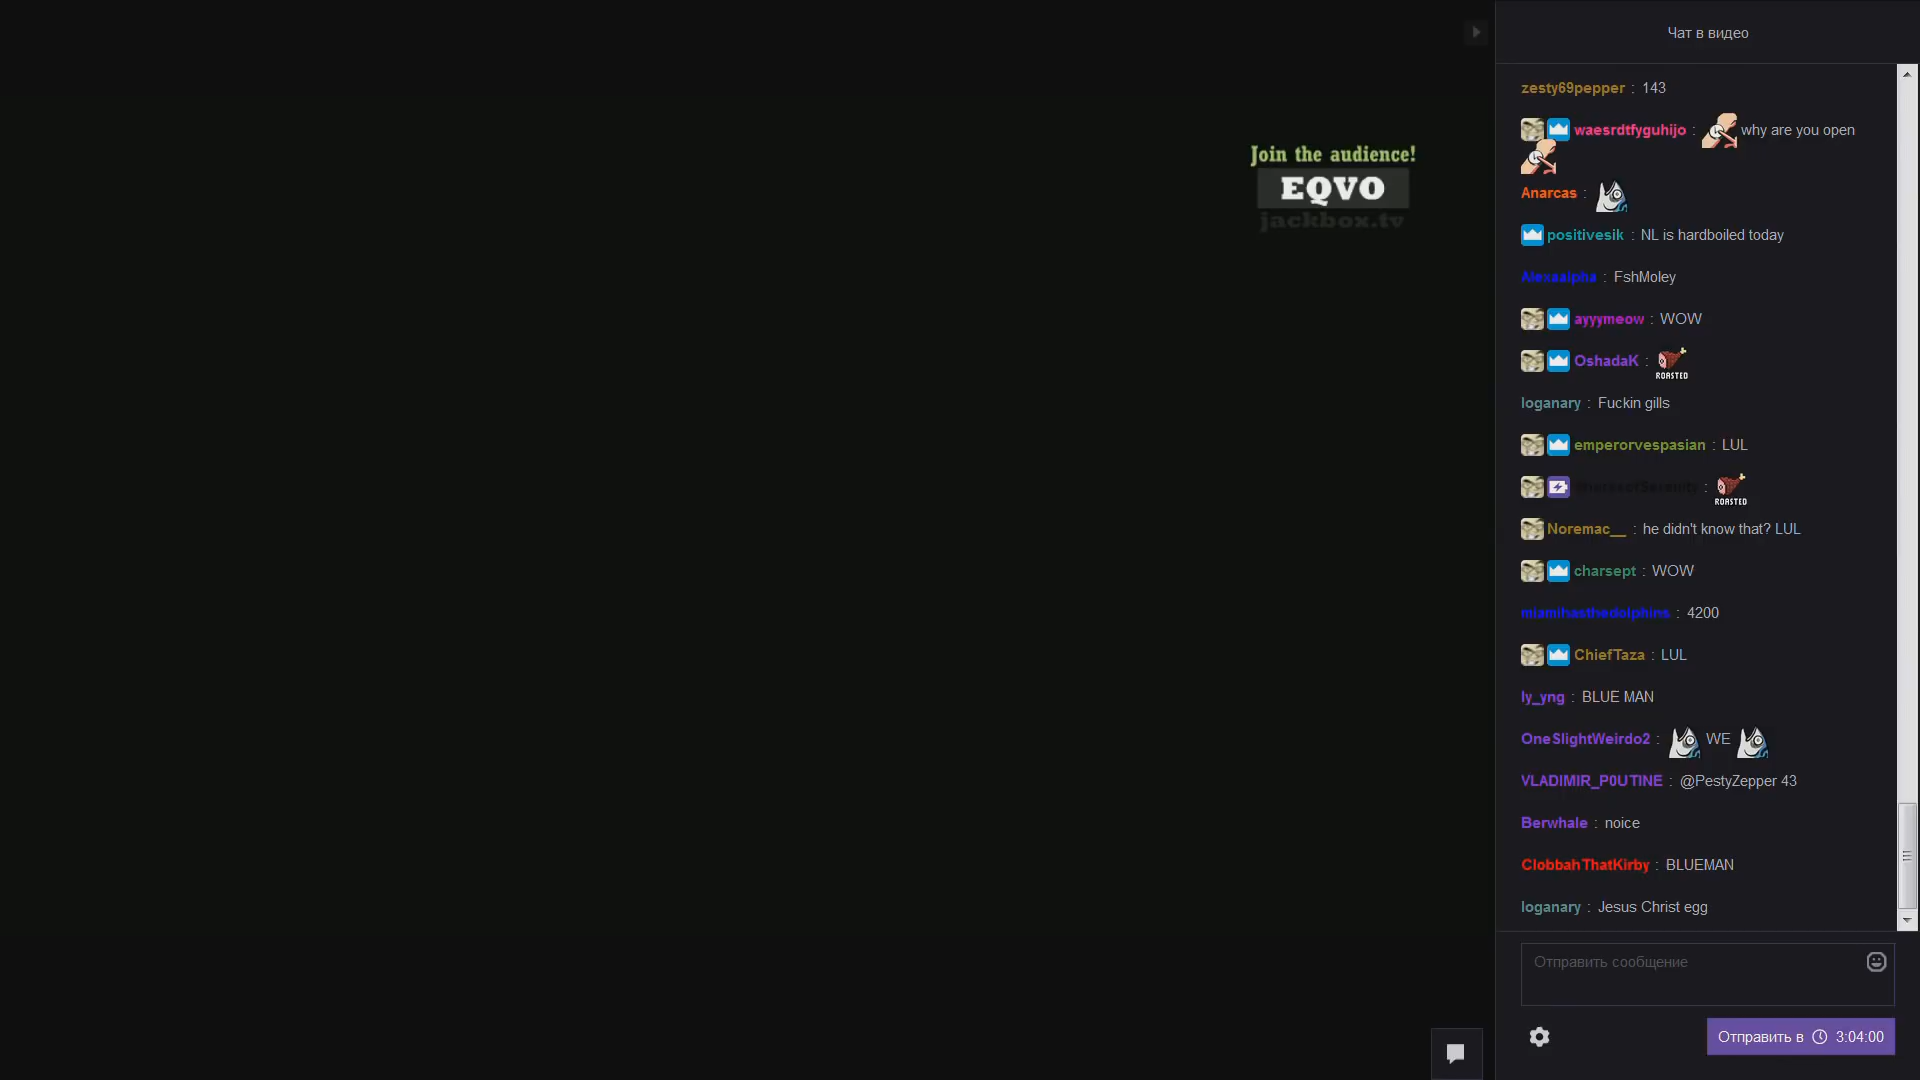 Чат в видео
Join the audience!
EQVO
jackbox.tv
zesty69pepper : 143
waesrdtfyguhijo : why are you open
Anarcas :
positivesik : NL is hardboiled today
Alexaalpha : FshMoley
ayyymeow : WOW
OshadaK :
ROASTED
loganary : Fuckin gills
emperorvespasian : LUL
:
ROASTED
Noremac__ : he didn't know that? LUL
charsept : WOW
miamihasthedolphins : 4200
ChiefTaza : LUL
ly_yng : BLUE MAN
OneSlightWeirdo2 : WE
VLADIMIR_P0UTINE : @PestyZepper 43
Berwhale : noice
ClobbahThatKirby : BLUEMAN
loganary : Jesus Christ egg
Отправить сообщение
Отправить в 3:04:00